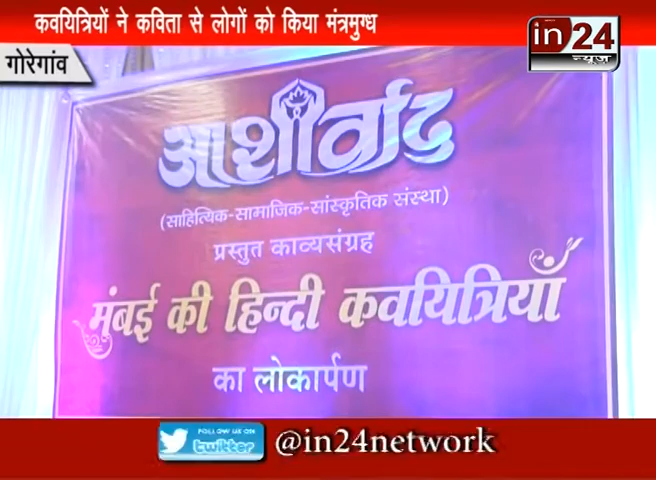 कवयित्रियों ने कविता से लोगों को किया मंत्रमुग्ध
in24
न्यूज़
गोरेगांव
आशीर्वाद
(साहित्यिक-सामाजिक-सांस्कृतिक संस्था)
प्रस्तुत काव्यसंग्रह
मुंबई की हिन्दी कवयित्रियाँ
का लोकार्पण
FOLLOW US ON
twitter
@in24network